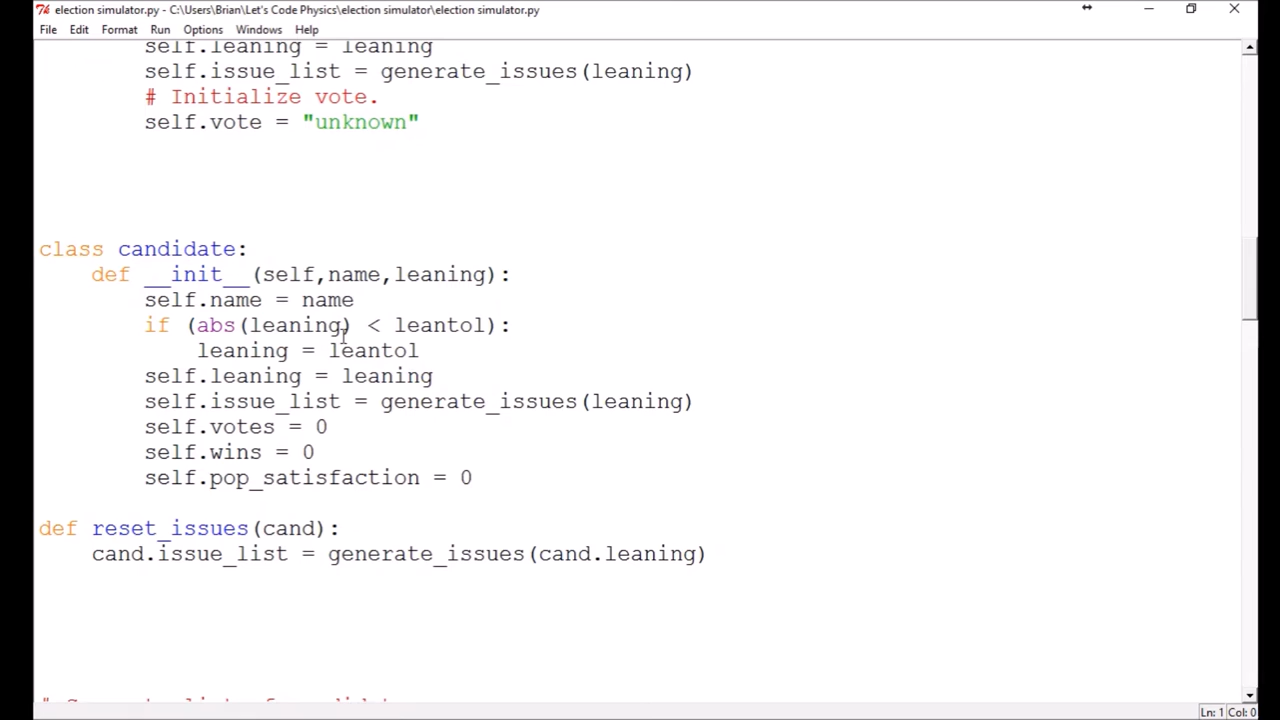 election simulator.py - C:\Users\Brian\Let's Code Physics\election simulator\election simulator.py
File Edit Format Run Options Windows Help
self.leaning = leaning
self.issue_list = generate_issues(leaning)
# Initialize vote.
self.vote = "unknown"
class candidate:
def __init__(self,name,leaning):
self.name = name
if (abs(leaning) < leantol):
leaning = leantol
self.leaning = leaning
self.issue_list = generate_issues(leaning)
self.votes = 0
self.wins = 0
self.pop_satisfaction = 0
def reset_issues(cand):
cand.issue_list = generate_issues(cand.leaning)
Ln: 1 Col: 0